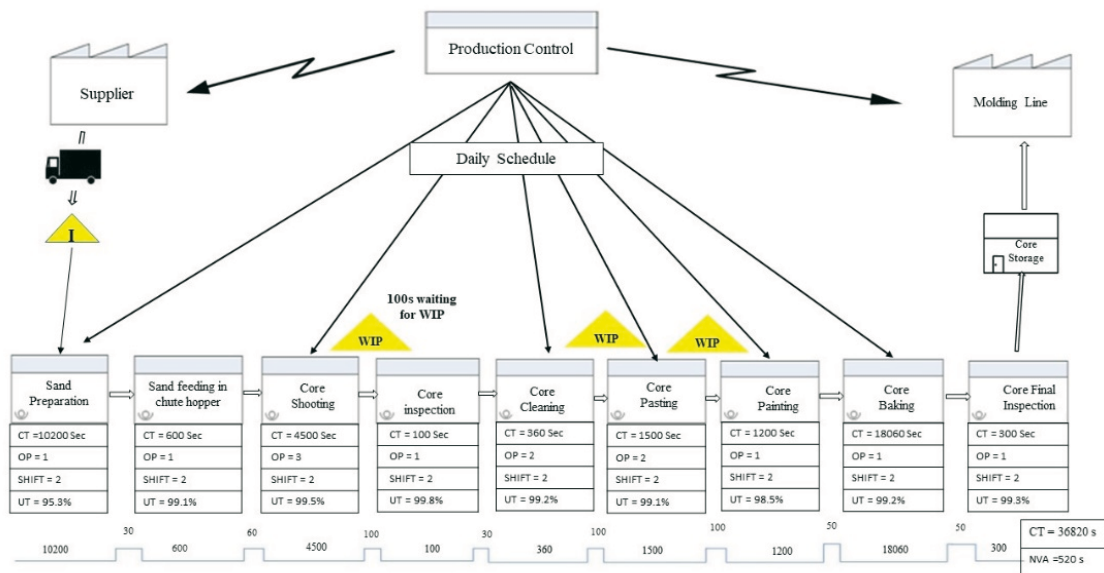 Production Control
Supplier
Molding Line
Daily Schedule
I
Core
Storage
100s waiting
for WIP
WIP
WIP
WIP
Sand
Preparation
CT =10200 Sec
OP = 1
SHIFT = 2
UT = 95.3%
Sand feeding in
chute hopper
CT = 600 Sec
OP = 1
SHIFT = 2
UT = 99.1%
Core
Shooting
CT = 4500 Sec
OP = 3
SHIFT = 2
UT = 99.5%
Core
inspection
CT = 100 Sec
OP = 1
SHIFT = 2
UT = 99.8%
Core
Cleaning
CT = 360 Sec
OP = 2
SHIFT = 2
UT = 99.2%
Core
Pasting
CT = 1500 Sec
OP = 2
SHIFT = 2
UT = 99.1%
Core
Painting
CT = 1200 Sec
OP = 1
SHIFT = 2
UT = 98.5%
Core
Baking
CT = 18060 Sec
OP = 1
SHIFT = 2
UT = 99.2%
Core Final
Inspection
CT = 300 Sec
OP = 1
SHIFT = 2
UT = 99.3%
30 60 100 30 100 100 50 50
10200 600 4500 100 360 1500 1200 18060 300
CT = 36820 s
NVA =520 s